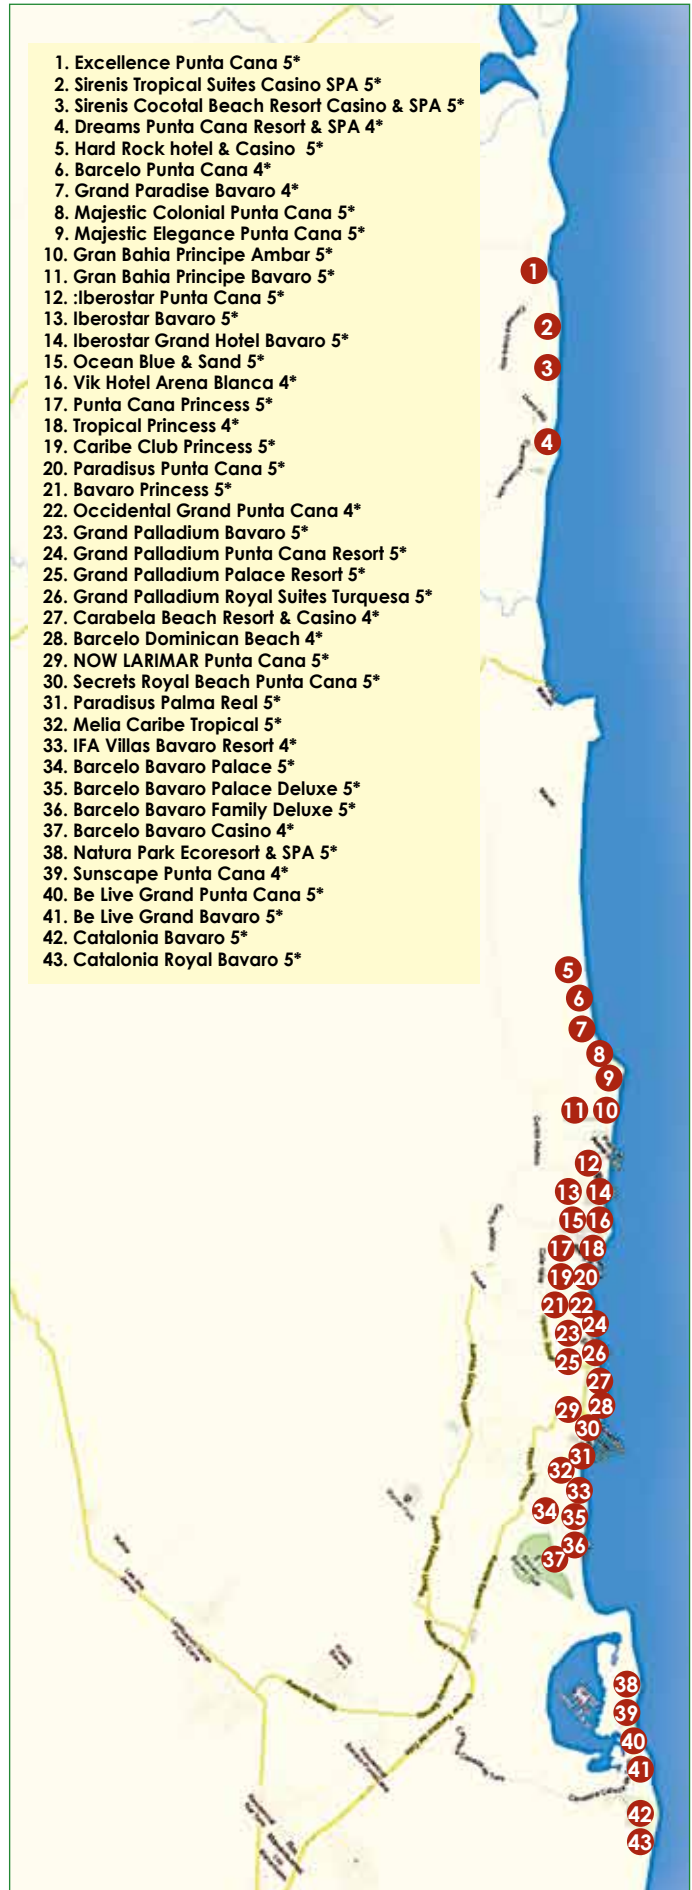 1. Excellence Punta Cana 5*
2. Sirenis Tropical Suites Casino SPA 5*
3. Sirenis Cocotal Beach Resort Casino & SPA 5*
4. Dreams Punta Cana Resort & SPA 4*
5. Hard Rock hotel & Casino 5*
6. Barcelo Punta Cana 4*
7. Grand Paradise Bavaro 4*
8. Majestic Colonial Punta Cana 5*
9. Majestic Elegance Punta Cana 5*
10. Gran Bahia Principe Ambar 5*
11. Gran Bahia Principe Bavaro 5*
12. :Iberostar Punta Cana 5*
13. Iberostar Bavaro 5*
14. Iberostar Grand Hotel Bavaro 5*
15. Ocean Blue & Sand 5*
16. Vik Hotel Arena Blanca 4*
17. Punta Cana Princess 5*
18. Tropical Princess 4*
19. Caribe Club Princess 5*
20. Paradisus Punta Cana 5*
21. Bavaro Princess 5*
22. Occidental Grand Punta Cana 4*
23. Grand Palladium Bavaro 5*
24. Grand Palladium Punta Cana Resort 5*
25. Grand Palladium Palace Resort 5*
26. Grand Palladium Royal Suites Turquesa 5*
27. Carabela Beach Resort & Casino 4*
28. Barcelo Dominican Beach 4*
29. NOW LARIMAR Punta Cana 5*
30. Secrets Royal Beach Punta Cana 5*
31. Paradisus Palma Real 5*
32. Melia Caribe Tropical 5*
33. IFA Villas Bavaro Resort 4*
34. Barcelo Bavaro Palace 5*
35. Barcelo Bavaro Palace Deluxe 5*
36. Barcelo Bavaro Family Deluxe 5*
37. Barcelo Bavaro Casino 4*
38. Natura Park Ecoresort & SPA 5*
39. Sunscape Punta Cana 4*
40. Be Live Grand Punta Cana 5*
41. Be Live Grand Bavaro 5*
42. Catalonia Bavaro 5*
43. Catalonia Royal Bavaro 5*
1
2
3
4
5
6
7
8
9
11 10
12
13 14
15 16
17 18
19 20
21 22
24
23
26
25
27
28
29
30
31
32
33
34
35
36
37
38
39
40
41
42
43